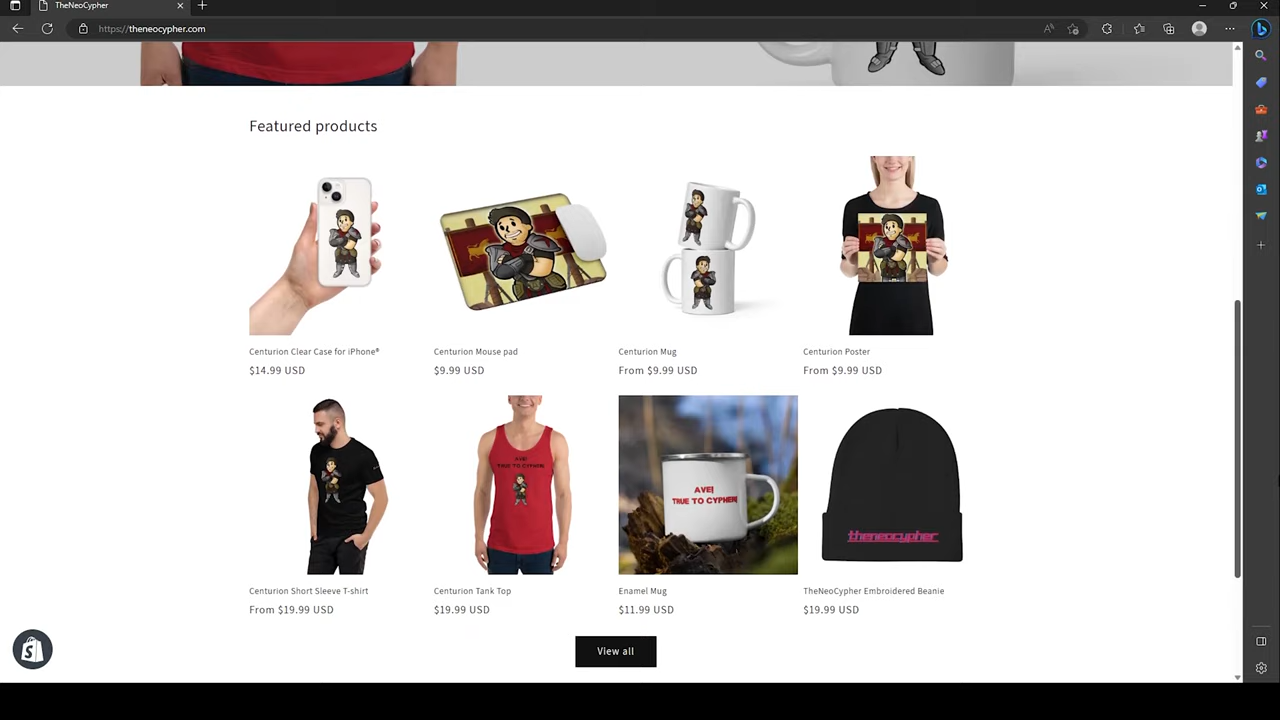 TheNeoCypher
https://theneocypher.com
Featured products
Centurion Clear Case for iPhone®
$14.99 USD
Centurion Mouse pad
$9.99 USD
Centurion Mug
From $9.99 USD
Centurion Poster
From $9.99 USD
AVE!
TRUE TO CYPHER!
AVE!
TRUE TO CYPHER!
theneocypher
Centurion Short Sleeve T-shirt
From $19.99 USD
Centurion Tank Top
$19.99 USD
Enamel Mug
$11.99 USD
TheNeoCypher Embroidered Beanie
$19.99 USD
View all